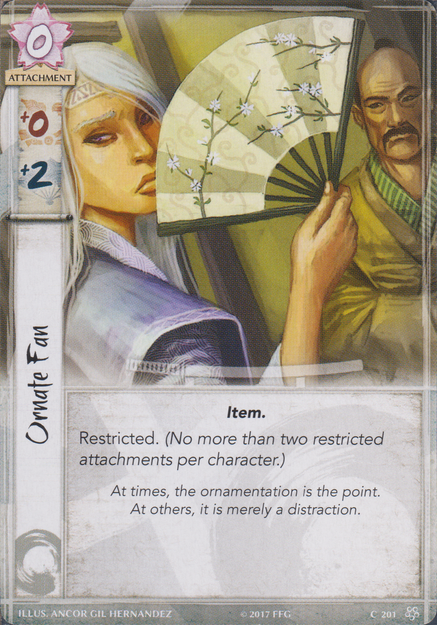 0
ATTACHMENT
+0
+2
Ornate Fan
Item.
Restricted. (No more than two restricted
attachments per character.)
At times, the ornamentation is the point.
At others, it is merely a distraction.
ILLUS. ANCOR GIL HERNANDEZ © 2017 FFG C 201